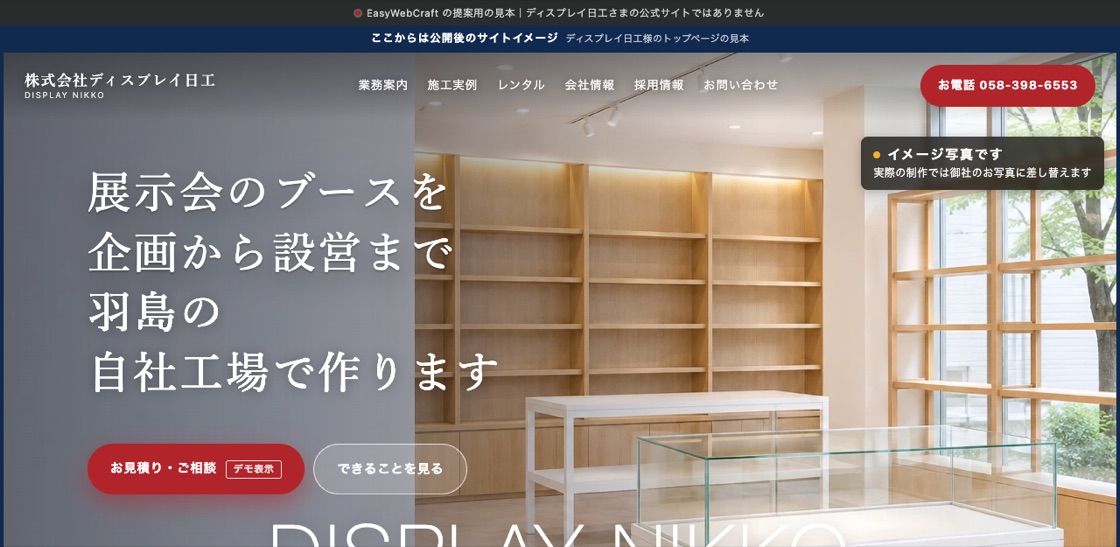 EasyWebCraft の提案用の見本｜ディスプレイ日工さまの公式サイトではありません
ここからは公開後のサイトイメージ ディスプレイ日工様のトップページの見本
株式会社ディスプレイ日工
DISPLAY NIKKO
業務案内 施工実例 レンタル 会社情報 採用情報 お問い合わせ
お電話 058-398-6553
イメージ写真です
実際の制作では御社のお写真に差し替えます
展示会のブースを
企画から設営まで
羽島の
自社工場で作ります
お見積り・ご相談 デモ表示
できることを見る
DISPLAY NIKKO